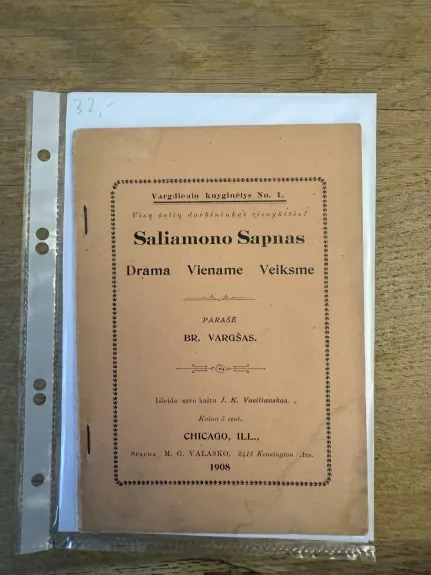 32,-
Vargdienio knyginėlys No. 1.
Visų šalių darbininkai vienykitės!
Saliamono Sapnas
Drama Viename Veiksme
PARAŠĖ
BR. VARGŠAS.
Išleido savo kaštu J. K. Vasiliauskas.
Kaina 5 cent.
CHICAGO, ILL.,
SPAUDA M. G. VALASKO, 2418 Kensington Ave.
1908